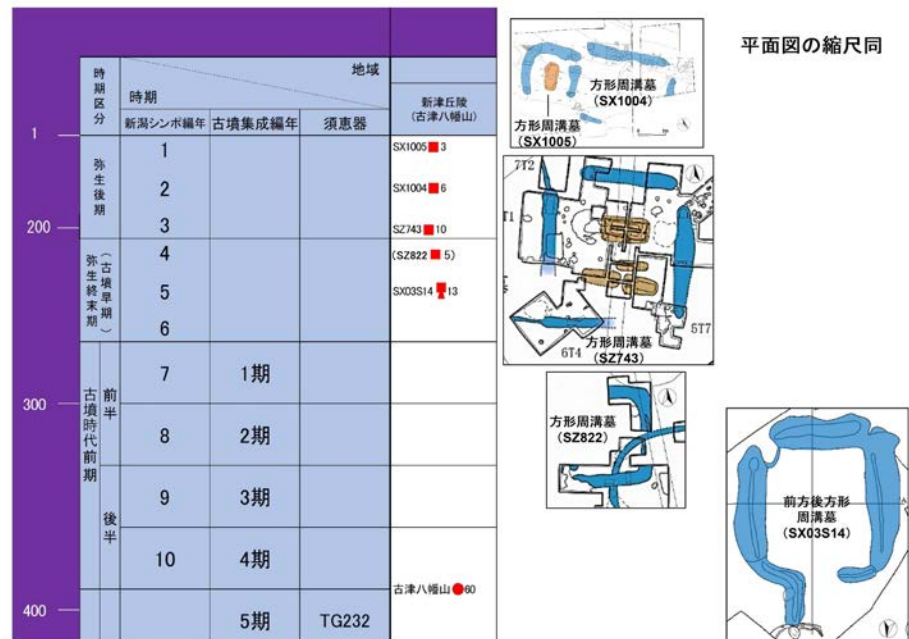 平面図の縮尺同
地域
時期区分
時期
新津丘陵
(古津八幡山)
新潟シンポ編年
古墳集成編年
須恵器
1
200
300
400
弥生後期
弥生終末期
(古墳早期)
古墳時代前期
前半
後半
1
2
3
4
5
6
7
8
9
10
1期
2期
3期
4期
5期
TG232
SX1005 3
SX1004 6
SZ743 10
(SZ822 5)
SX03S14 13
古津八幡山 60
方形周溝墓
(SX1004)
方形周溝墓
(SX1005)
7T2
T1
5T7
6T4
方形周溝墓
(SZ743)
方形周溝墓
(SZ822)
前方後方形
周溝墓
(SX03S14)